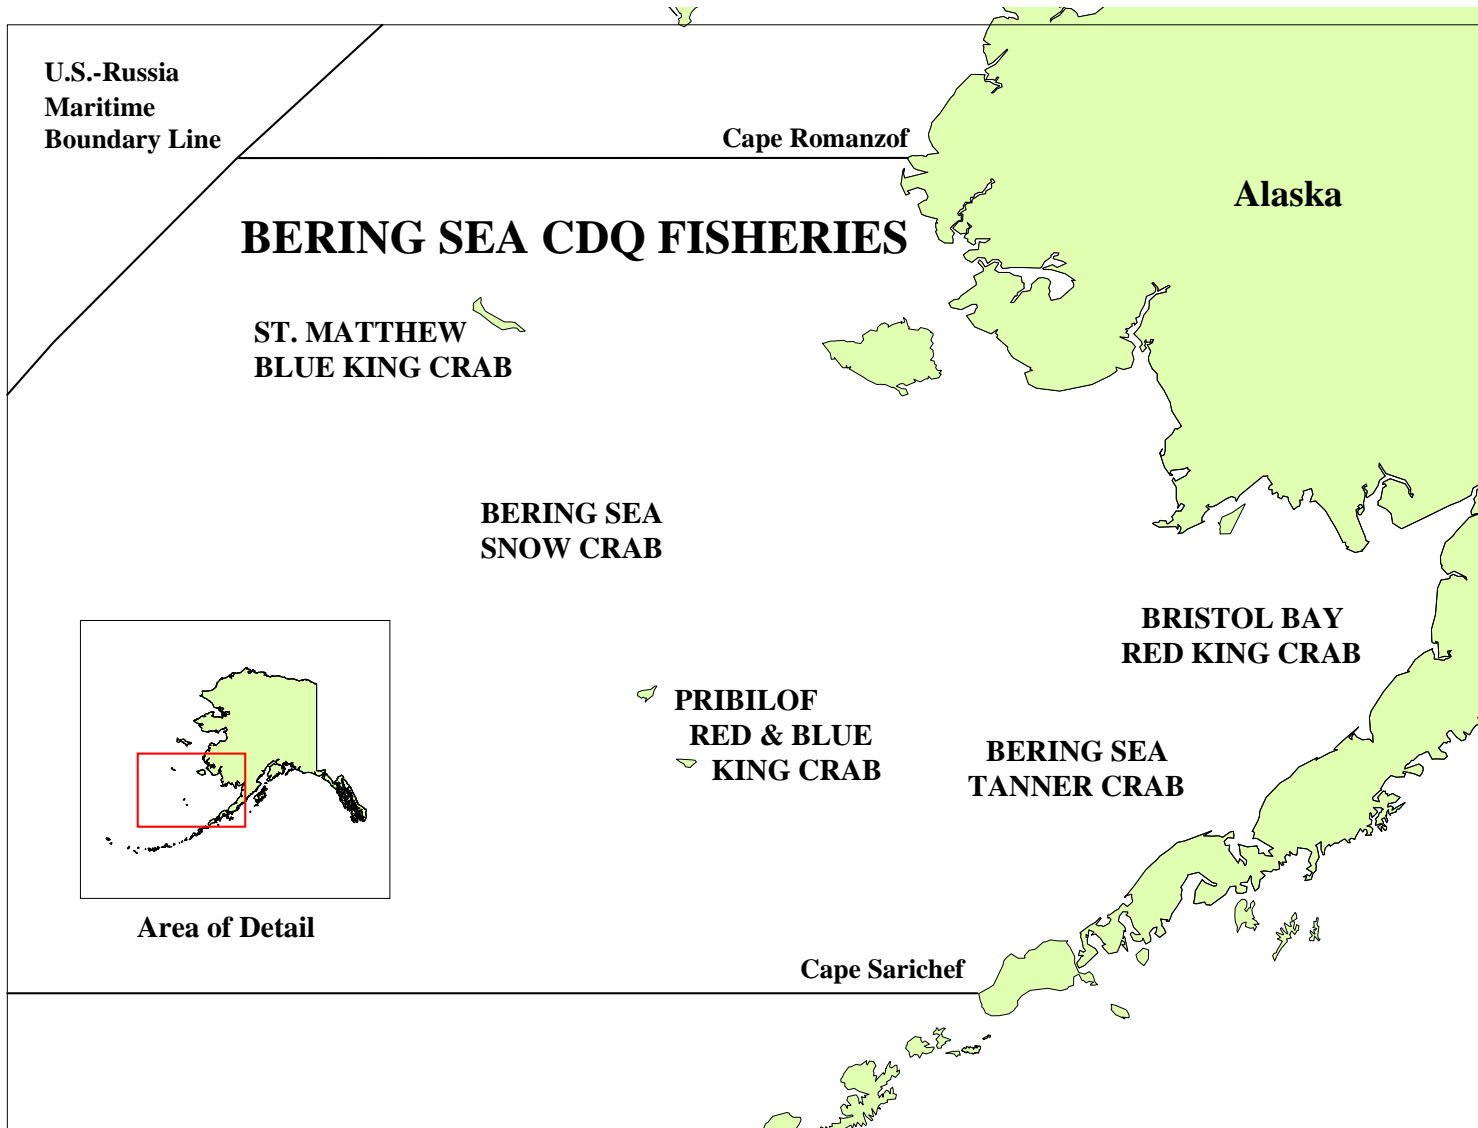 U.S.-Russia
Maritime
Boundary Line
Cape Romanzof
Alaska
BERING SEA CDQ FISHERIES
ST. MATTHEW
BLUE KING CRAB
BERING SEA
SNOW CRAB
BRISTOL BAY
RED KING CRAB
PRIBILOF
RED & BLUE
KING CRAB
BERING SEA
TANNER CRAB
Area of Detail
Cape Sarichef